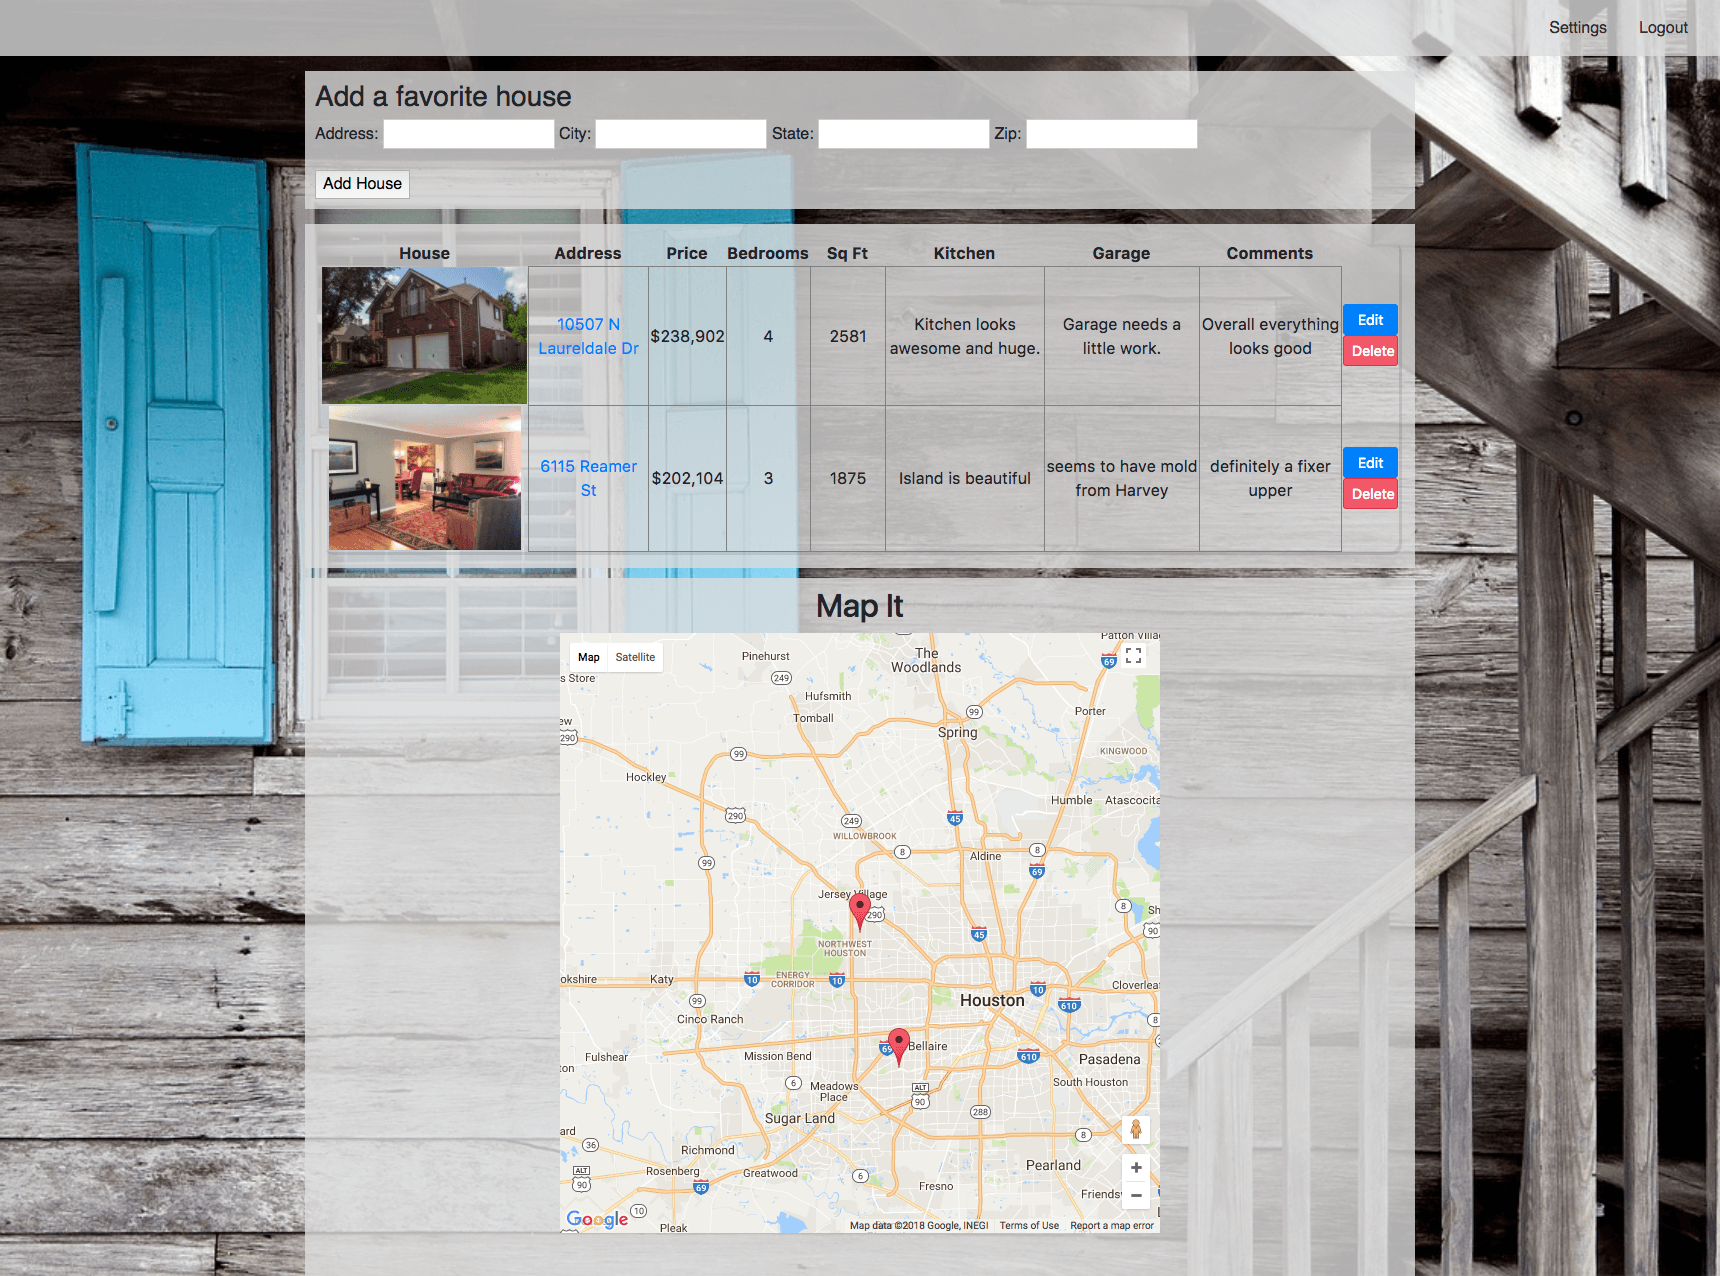 Settings Logout
Add a favorite house
Address: City: State: Zip:
Add House
House Address Price Bedrooms Sq Ft Kitchen Garage Comments
10507 N Laureldale Dr $238,902 4 2581 Kitchen looks awesome and huge. Garage needs a little work. Overall everything looks good Edit Delete
6115 Reamer St $202,104 3 1875 Island is beautiful seems to have mold from Harvey definitely a fixer upper Edit Delete
Map It
Map Satellite
Pinehurst
The Woodlands
Patton Villag
69
s Store
249
Hufsmith
Tomball
99
Porter
ew
290
Spring
99
KINGWOOD
Hockley
Humble Atascocita
290
249
45
WILLOWBROOK
8
Aldine
8
99
69
Jersey Village
290
8
Sh
90
45
NORTHWEST HOUSTON
ENERGY CORRIDOR
okshire
Katy
10
10
10
Cloverleaf
99
Houston
610
Cinco Ranch
8
69
Bellaire
Fulshear
Mission Bend
610
Pasadena
ton
6
Meadows Place
ALT 90
South Houston
Sugar Land
288
ard
36
8
Richmond
Pearland
ALT 90
Rosenberg
Greatwood
6
69
Fresno
Friends
Google
10
Pleak
Map data ©2018 Google, INEGI Terms of Use Report a map error